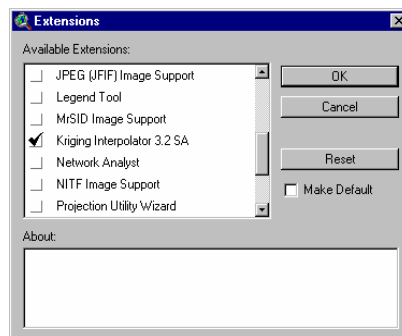 Extensions
Available Extensions:
JPEG (JFIF) Image Support
Legend Tool
MrSID Image Support
Kriging Interpolator 3.2 SA
Network Analyst
NITF Image Support
Projection Utility Wizard
OK
Cancel
Reset
Make Default
About: